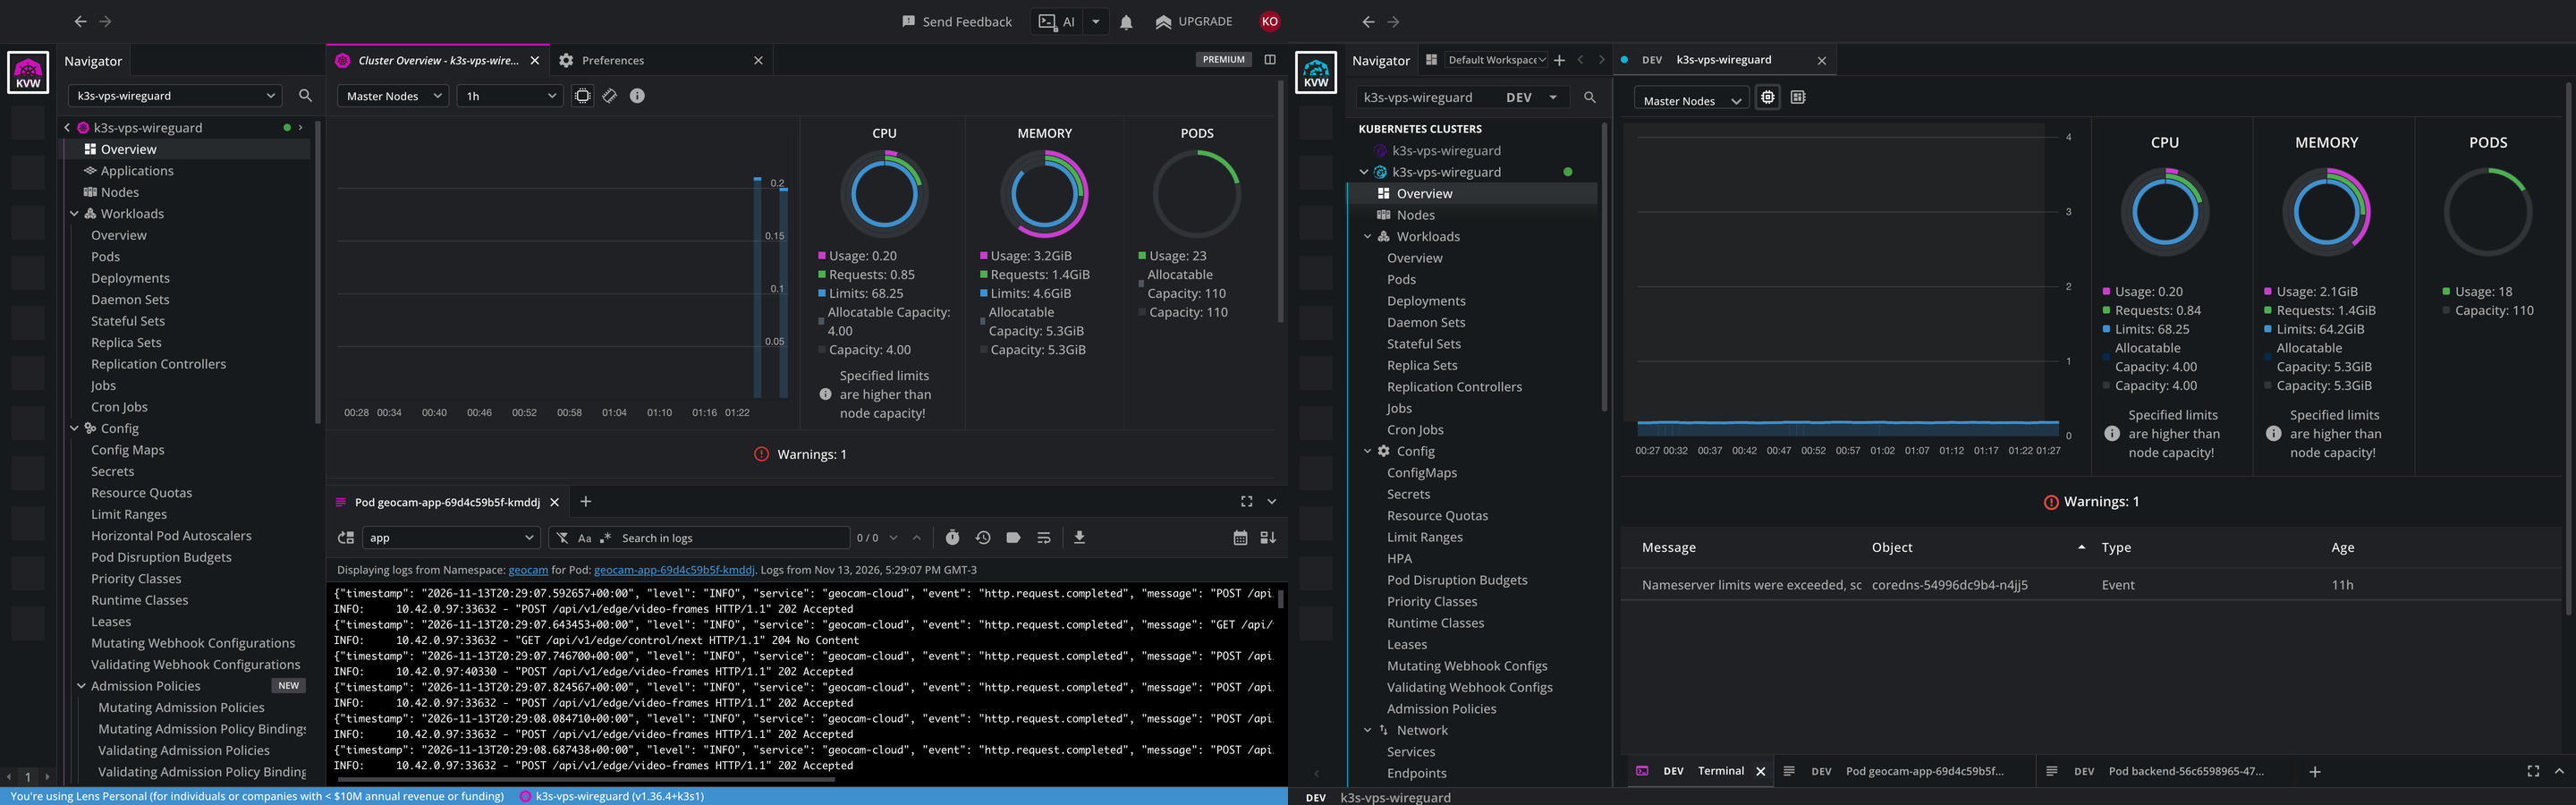 Send Feedback
AI
UPGRADE
KO
KVW
Navigator
Cluster Overview - k3s-vps-wire...
Preferences
PREMIUM
k3s-vps-wireguard
Master Nodes
1h
k3s-vps-wireguard
Overview
Applications
Nodes
Workloads
Overview
Pods
Deployments
Daemon Sets
Stateful Sets
Replica Sets
Replication Controllers
Jobs
Cron Jobs
Config
Config Maps
Secrets
Resource Quotas
Limit Ranges
Horizontal Pod Autoscalers
Pod Disruption Budgets
Priority Classes
Runtime Classes
Leases
Mutating Webhook Configurations
Validating Webhook Configurations
Admission Policies NEW
Mutating Admission Policies
Mutating Admission Policy Bindings
Validating Admission Policies
Validating Admission Policy Binding
1
0.2
0.15
0.1
0.05
00:28 00:34 00:40 00:46 00:52 00:58 01:04 01:10 01:16 01:22
CPU
Usage: 0.20
Requests: 0.85
Limits: 68.25
Allocatable Capacity:
4.00
Capacity: 4.00
Specified limits
are higher than
node capacity!
MEMORY
Usage: 3.2GiB
Requests: 1.4GiB
Limits: 4.6GiB
Allocatable
Capacity: 5.3GiB
Capacity: 5.3GiB
PODS
Usage: 23
Allocatable
Capacity: 110
Capacity: 110
Warnings: 1
Pod geocam-app-69d4c59b5f-kmddj
app
Aa .* Search in logs
0 / 0
Displaying logs from Namespace: geocam for Pod: geocam-app-69d4c59b5f-kmddj. Logs from Nov 13, 2026, 5:29:07 PM GMT-3
{"timestamp": "2026-11-13T20:29:07.592657+00:00", "level": "INFO", "service": "geocam-cloud", "event": "http.request.completed", "message": "POST /api
INFO: 10.42.0.97:33632 - "POST /api/v1/edge/video-frames HTTP/1.1" 202 Accepted
{"timestamp": "2026-11-13T20:29:07.643453+00:00", "level": "INFO", "service": "geocam-cloud", "event": "http.request.completed", "message": "GET /api/
INFO: 10.42.0.97:33632 - "GET /api/v1/edge/control/next HTTP/1.1" 204 No Content
{"timestamp": "2026-11-13T20:29:07.746700+00:00", "level": "INFO", "service": "geocam-cloud", "event": "http.request.completed", "message": "POST /api
INFO: 10.42.0.97:40330 - "POST /api/v1/edge/video-frames HTTP/1.1" 202 Accepted
{"timestamp": "2026-11-13T20:29:07.824567+00:00", "level": "INFO", "service": "geocam-cloud", "event": "http.request.completed", "message": "POST /api
INFO: 10.42.0.97:33632 - "POST /api/v1/edge/video-frames HTTP/1.1" 202 Accepted
{"timestamp": "2026-11-13T20:29:08.084710+00:00", "level": "INFO", "service": "geocam-cloud", "event": "http.request.completed", "message": "POST /api
INFO: 10.42.0.97:33632 - "POST /api/v1/edge/video-frames HTTP/1.1" 202 Accepted
{"timestamp": "2026-11-13T20:29:08.687438+00:00", "level": "INFO", "service": "geocam-cloud", "event": "http.request.completed", "message": "POST /api
INFO: 10.42.0.97:33632 - "POST /api/v1/edge/video-frames HTTP/1.1" 202 Accepted
You're using Lens Personal (for individuals or companies with < $10M annual revenue or funding)
k3s-vps-wireguard (v1.36.4+k3s1)
KVW
Navigator
Default Workspace
DEV k3s-vps-wireguard
k3s-vps-wireguard DEV
Master Nodes
KUBERNETES CLUSTERS
k3s-vps-wireguard
k3s-vps-wireguard
Overview
Nodes
Workloads
Overview
Pods
Deployments
Daemon Sets
Stateful Sets
Replica Sets
Replication Controllers
Jobs
Cron Jobs
Config
ConfigMaps
Secrets
Resource Quotas
Limit Ranges
HPA
Pod Disruption Budgets
Priority Classes
Runtime Classes
Leases
Mutating Webhook Configs
Validating Webhook Configs
Admission Policies
Network
Services
Endpoints
4
3
2
1
0
00:27 00:32 00:37 00:42 00:47 00:52 00:57 01:02 01:07 01:12 01:17 01:22 01:27
CPU
Usage: 0.20
Requests: 0.84
Limits: 68.25
Allocatable
Capacity: 4.00
Capacity: 4.00
Specified limits
are higher than
node capacity!
MEMORY
Usage: 2.1GiB
Requests: 1.4GiB
Limits: 64.2GiB
Allocatable
Capacity: 5.3GiB
Capacity: 5.3GiB
Specified limits
are higher than
node capacity!
PODS
Usage: 18
Capacity: 110
Warnings: 1
Message Object Type Age
Nameserver limits were exceeded, sc coredns-54996dc9b4-n4jj5 Event 11h
DEV Terminal
DEV Pod geocam-app-69d4c59b5f...
DEV Pod backend-56c6598965-47...
DEV k3s-vps-wireguard